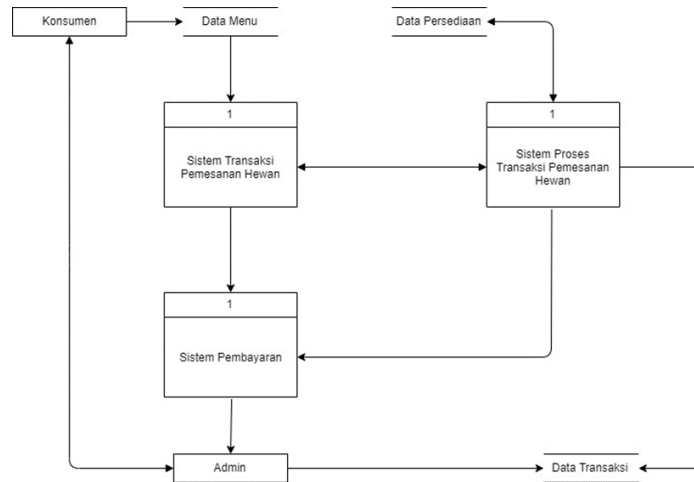 Konsumen
Data Menu
Data Persediaan
1
Sistem Transaksi
Pemesanan Hewan
1
Sistem Proses
Transaksi Pemesanan
Hewan
1
Sistem Pembayaran
Admin
Data Transaksi